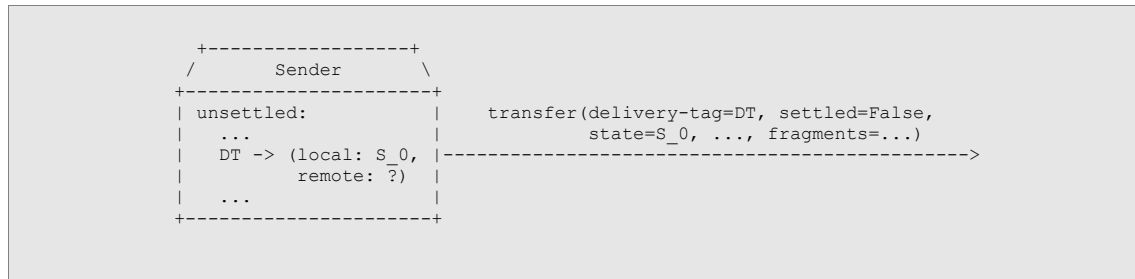 +------------------+
/ Sender \
+----------------------+
| unsettled: | transfer(delivery-tag=DT, settled=False,
| ... | state=S_0, ..., fragments=...)
| DT -> (local: S_0, |--------------------------------------------->
| remote: ?) |
| ... |
+----------------------+